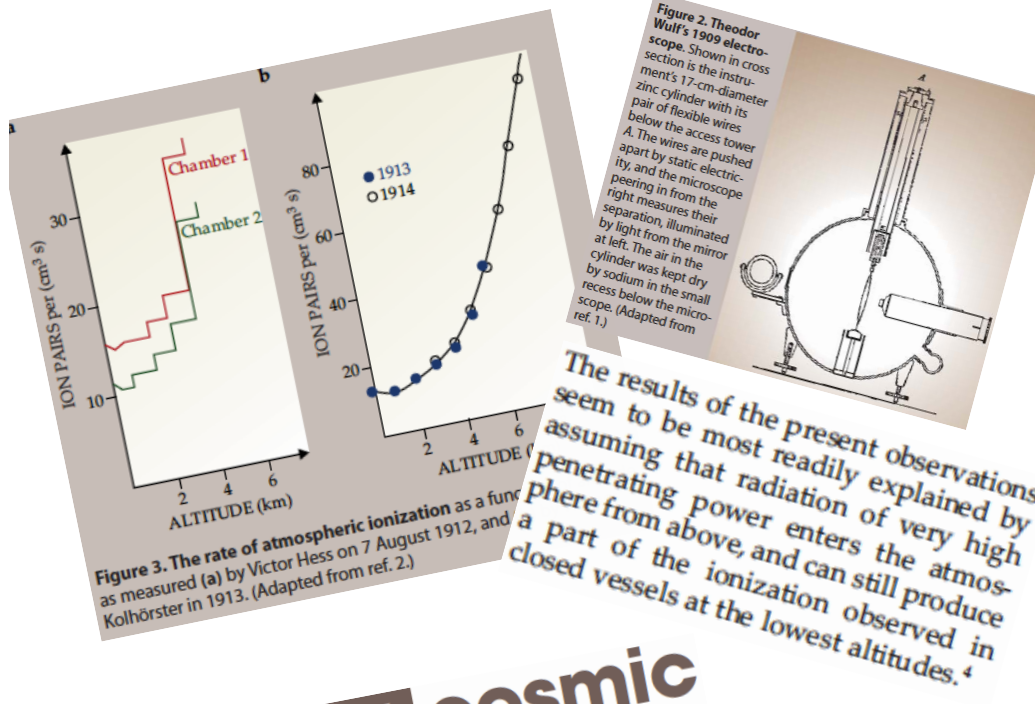 a
b
Chamber 1
Chamber 2
30
20
10
ION PAIRS per (cm³ s)
2
4
6
ALTITUDE (km)
1913
1914
80
60
40
20
ION PAIRS per (cm³ s)
2
4
6
ALTITUDE (
Figure 3. The rate of atmospheric ionization as a func
as measured (a) by Victor Hess on 7 August 1912, and
Kolhörster in 1913. (Adapted from ref. 2.)
Figure 2. Theodor
Wulf's 1909 electro-
scope. Shown in cross
section is the instru-
ment's 17-cm-diameter
zinc cylinder with its
pair of flexible wires
below the access tower
A. The wires are pushed
apart by static electric-
ity, and the microscope
peering in from the
right measures their
separation, illuminated
by light from the mirror
at left. The air in the
cylinder was kept dry
by sodium in the small
recess below the micro-
scope. (Adapted from
ref. 1.)
A
The results of the present observations
seem to be most readily explained by
assuming that radiation of very high
penetrating power enters the atmos-
phere from above, and can still produce
a part of the ionization observed in
closed vessels at the lowest altitudes.⁴
cosmic